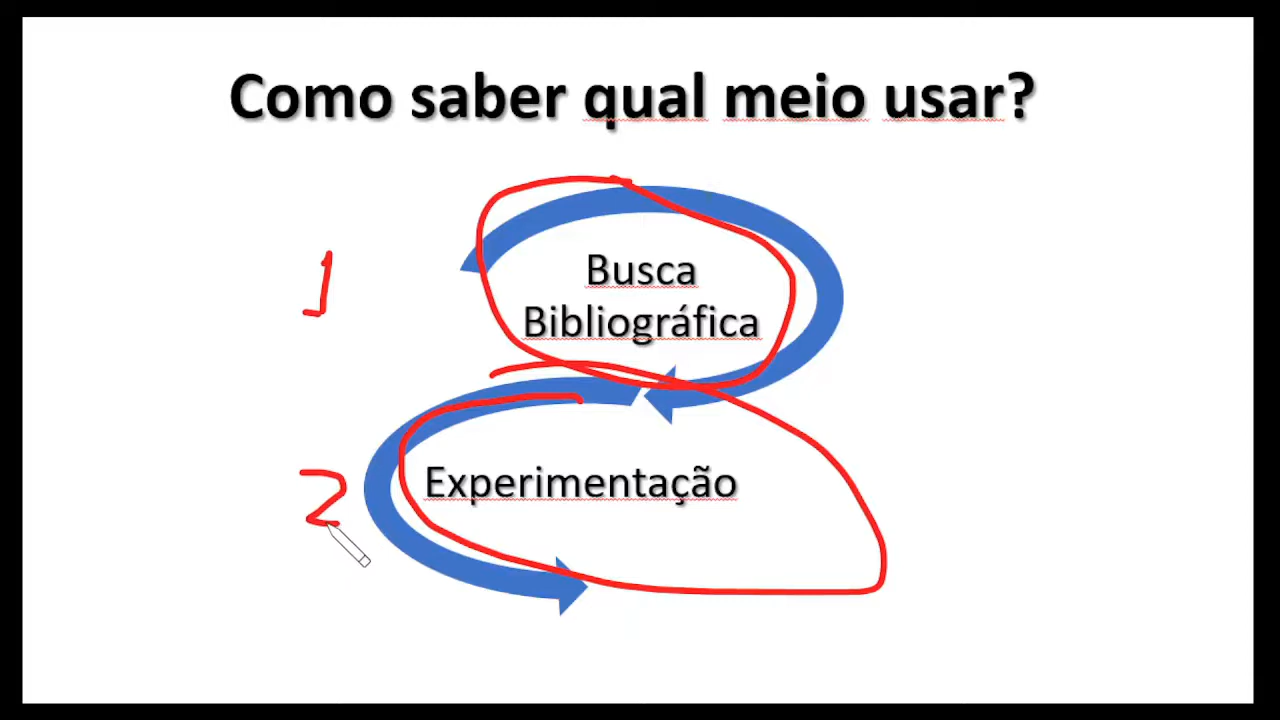 Como saber qual meio usar?
1
Busca
Bibliográfica
2
Experimentação